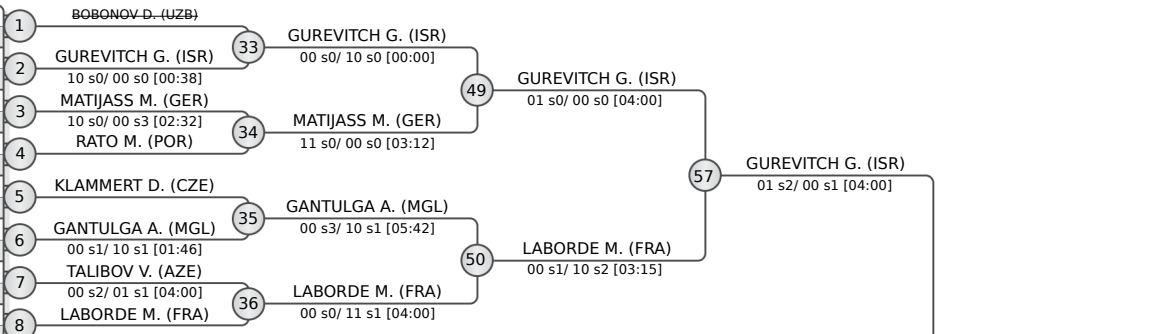 1
BOBONOV D. (UZB)
33
GUREVITCH G. (ISR)
00 s0/ 10 s0 [00:00]
2
GUREVITCH G. (ISR)
10 s0/ 00 s0 [00:38]
49
GUREVITCH G. (ISR)
01 s0/ 00 s0 [04:00]
3
MATIJASS M. (GER)
10 s0/ 00 s3 [02:32]
34
MATIJASS M. (GER)
11 s0/ 00 s0 [03:12]
4
RATO M. (POR)
57
GUREVITCH G. (ISR)
01 s2/ 00 s1 [04:00]
5
KLAMMERT D. (CZE)
35
GANTULGA A. (MGL)
00 s3/ 10 s1 [05:42]
6
GANTULGA A. (MGL)
00 s1/ 10 s1 [01:46]
50
LABORDE M. (FRA)
00 s1/ 10 s2 [03:15]
7
TALIBOV V. (AZE)
00 s2/ 01 s1 [04:00]
36
LABORDE M. (FRA)
00 s0/ 11 s1 [04:00]
8
LABORDE M. (FRA)